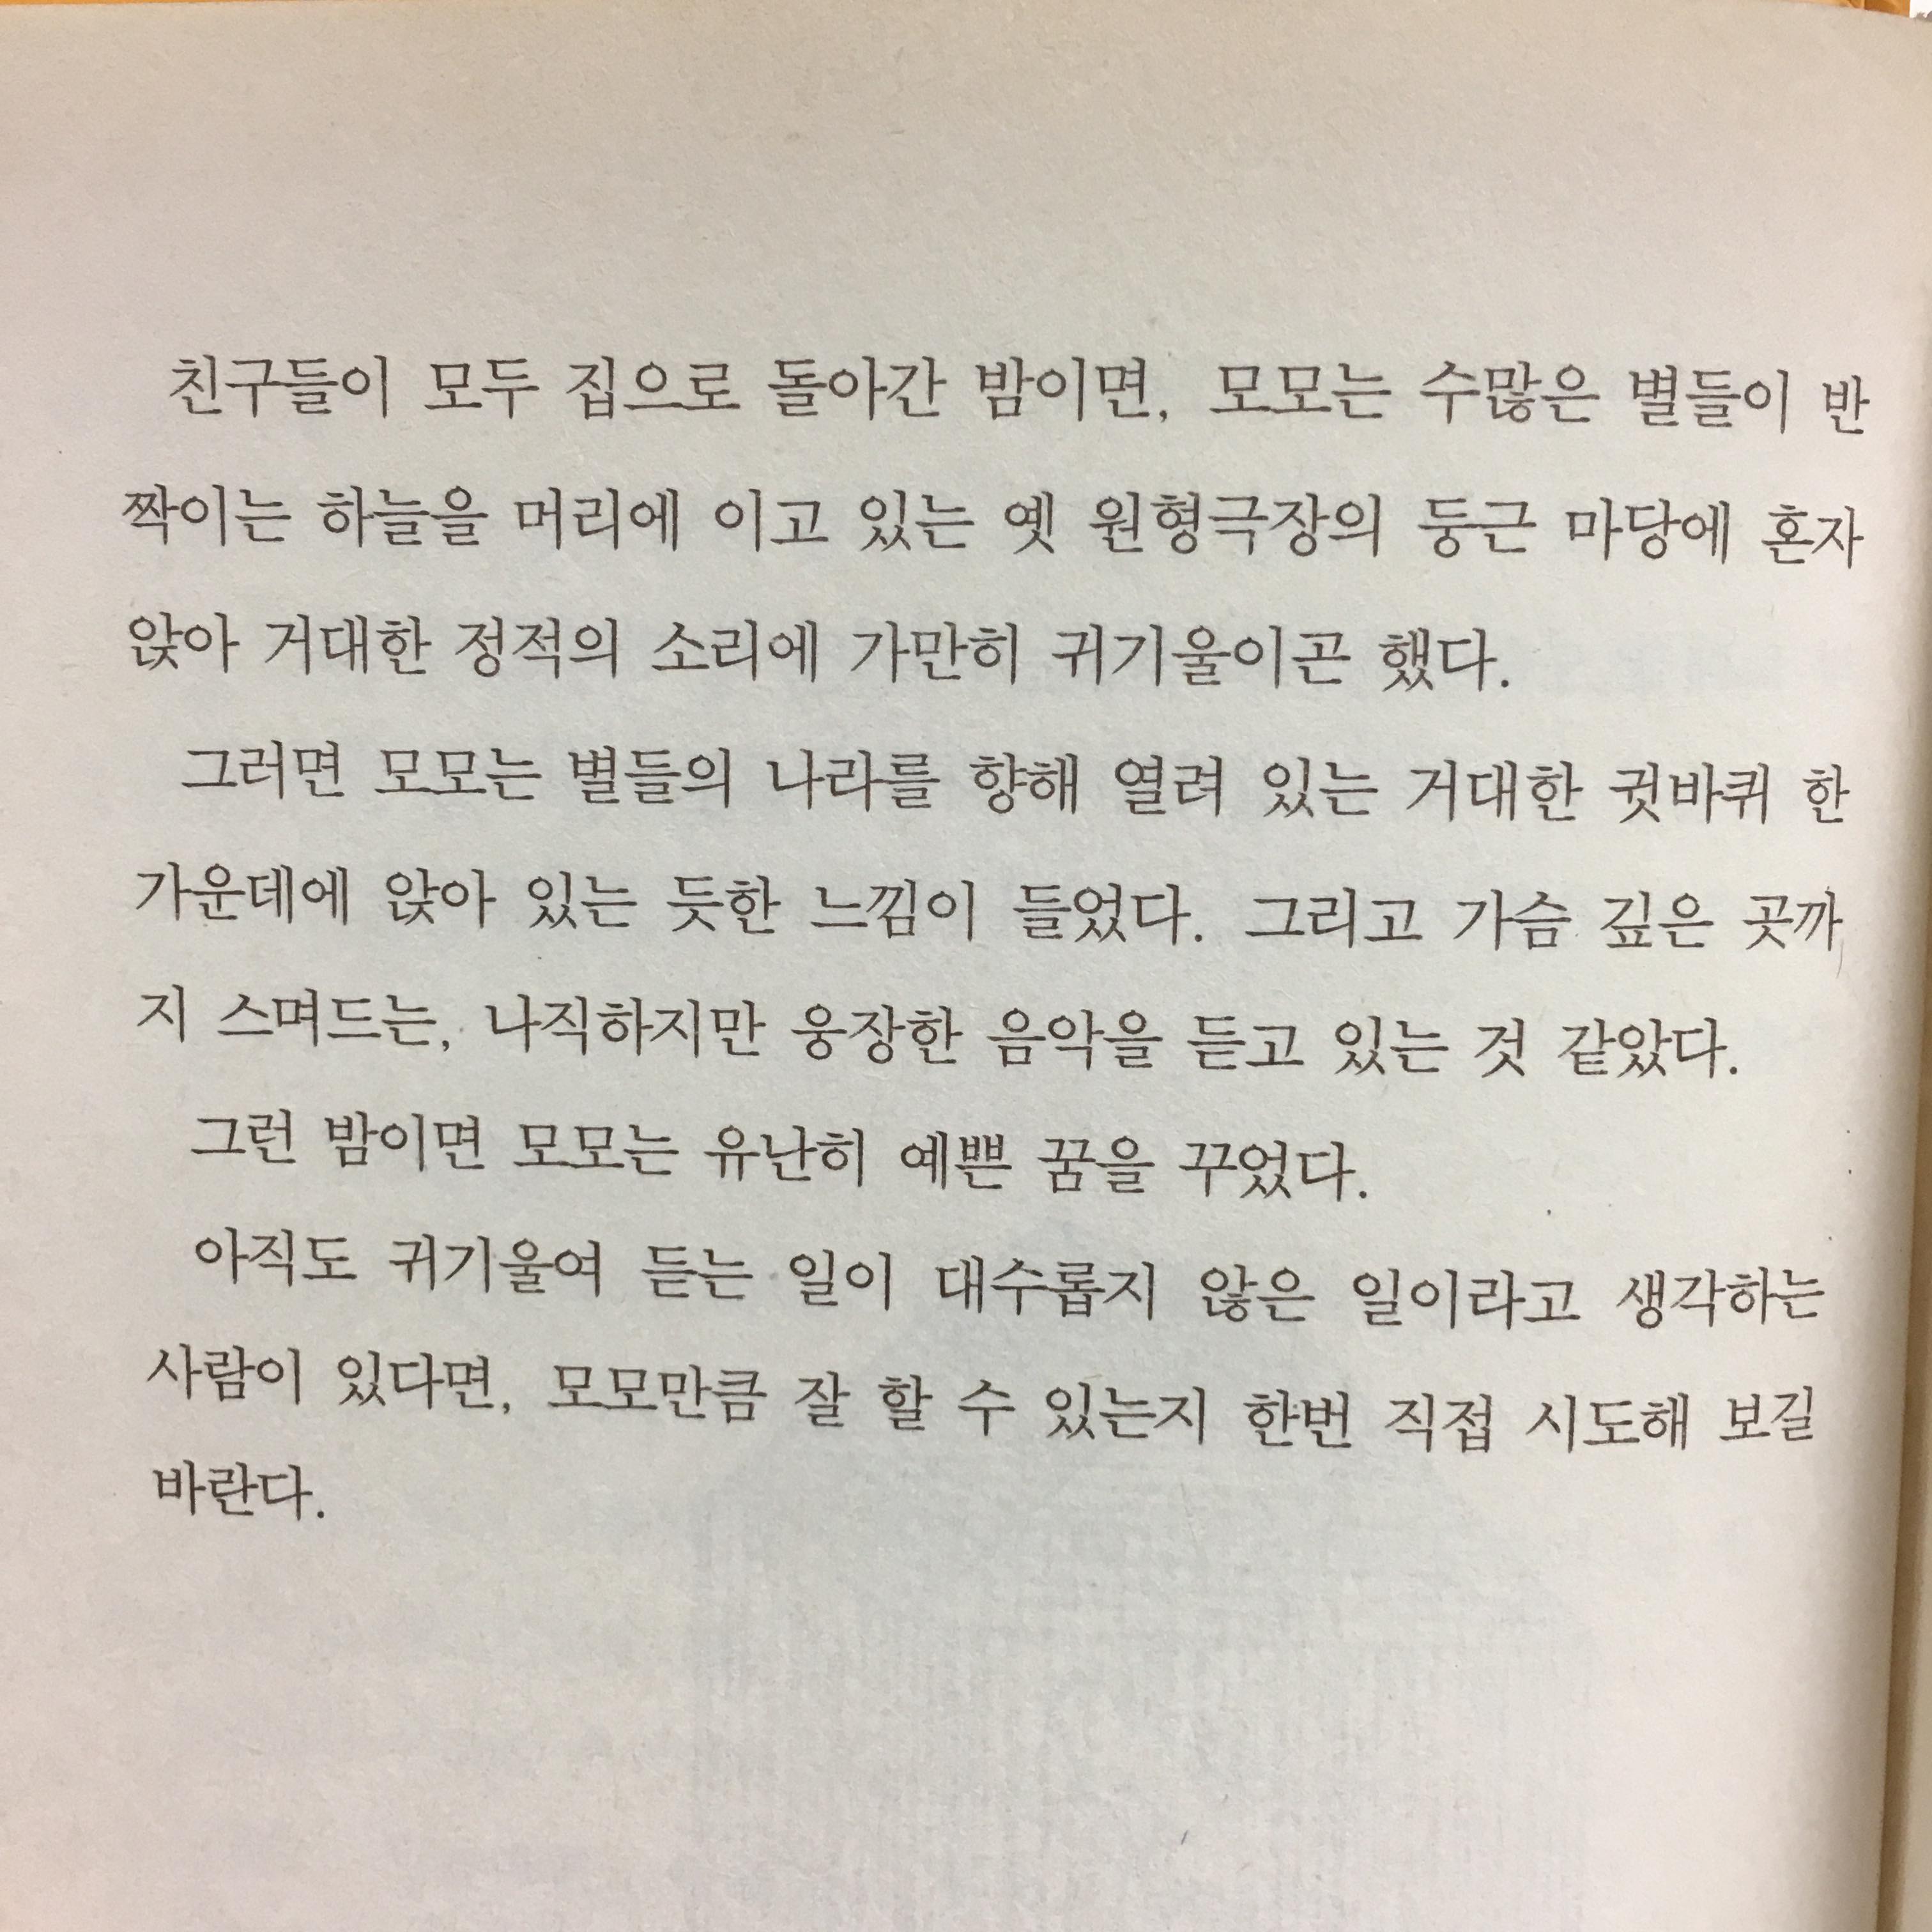 친구들이 모두 집으로 돌아간 밤이면, 모모는 수많은 별들이 반
짝이는 하늘을 머리에 이고 있는 옛 원형극장의 둥근 마당에 혼자
앉아 거대한 정적의 소리에 가만히 귀기울이곤 했다.
그러면 모모는 별들의 나라를 향해 열려 있는 거대한 귓바퀴 한
가운데에 앉아 있는 듯한 느낌이 들었다. 그리고 가슴 깊은 곳까
지 스며드는, 나직하지만 웅장한 음악을 듣고 있는 것 같았다.
그런 밤이면 모모는 유난히 예쁜 꿈을 꾸었다.
아직도 귀기울여 듣는 일이 대수롭지 않은 일이라고 생각하는
사람이 있다면, 모모만큼 잘 할 수 있는지 한번 직접 시도해 보길
바란다.